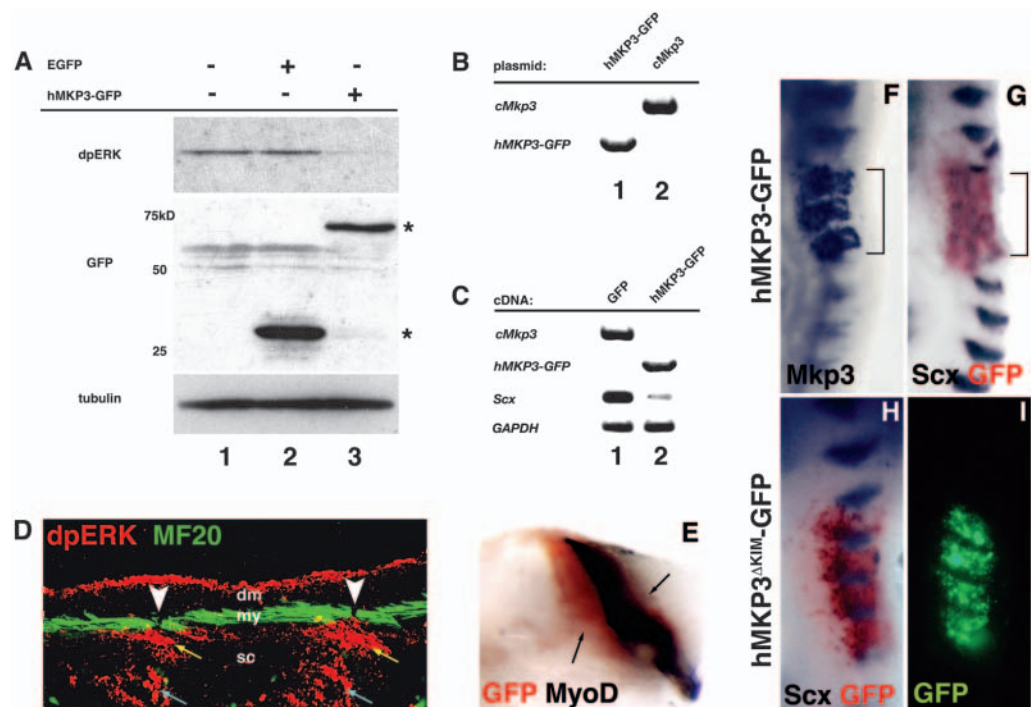 A
EGFP - + -
hMKP3-GFP - - +
dpERK
75kD
*
GFP
50
*
25
tubulin
1 2 3
B
plasmid: hMKP3-GFP cMkp3
cMkp3
hMKP3-GFP
1 2
C
cDNA: GFP hMKP3-GFP
cMkp3
hMKP3-GFP
Scx
GAPDH
1 2
D
dpERK MF20
dm
my
sc
E
GFP MyoD
hMKP3-GFP
F
Mkp3
G
Scx GFP
hMKP3ΔKIM-GFP
H
Scx GFP
I
GFP